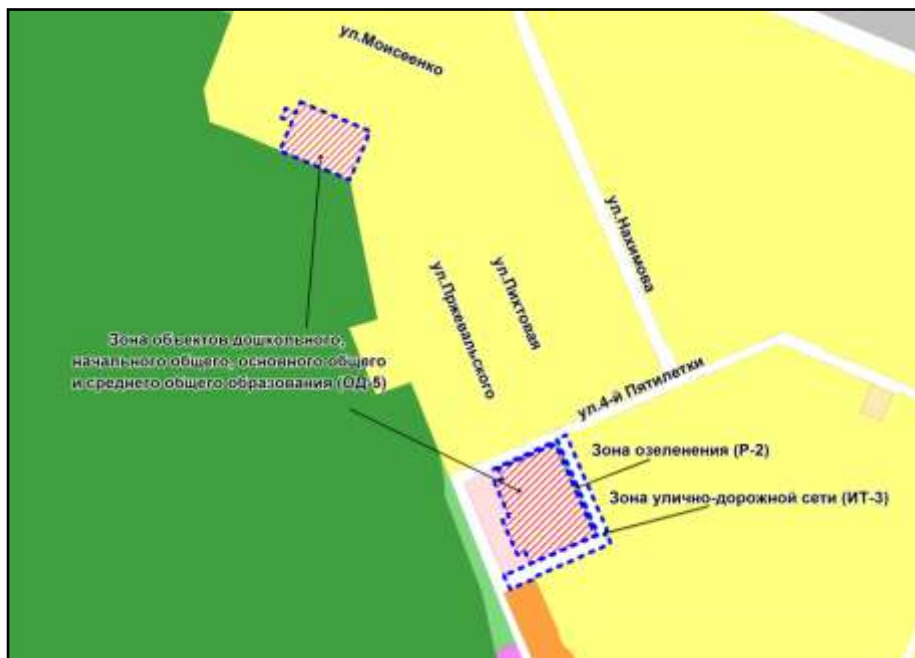 ул.Моисеенко
ул.Нахимова
ул.Пихтовая
ул.Пржевальского
Зона объектов дошкольного,
начального общего, основного общего
и среднего общего образования (ОД-5)
ул.4-й Пятилетки
Зона озеленения (Р-2)
Зона улично-дорожной сети (ИТ-3)